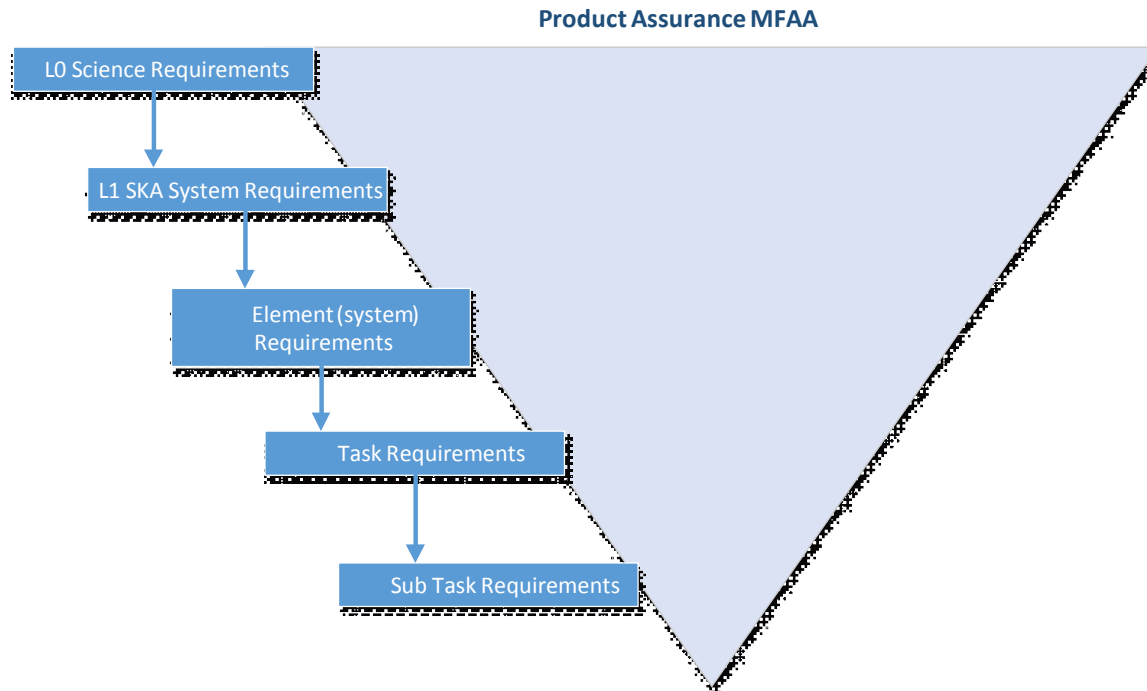 Product Assurance MFAA
L0 Science Requirements
L1 SKA System Requirements
Element (system)
Requirements
Task Requirements
Sub Task Requirements